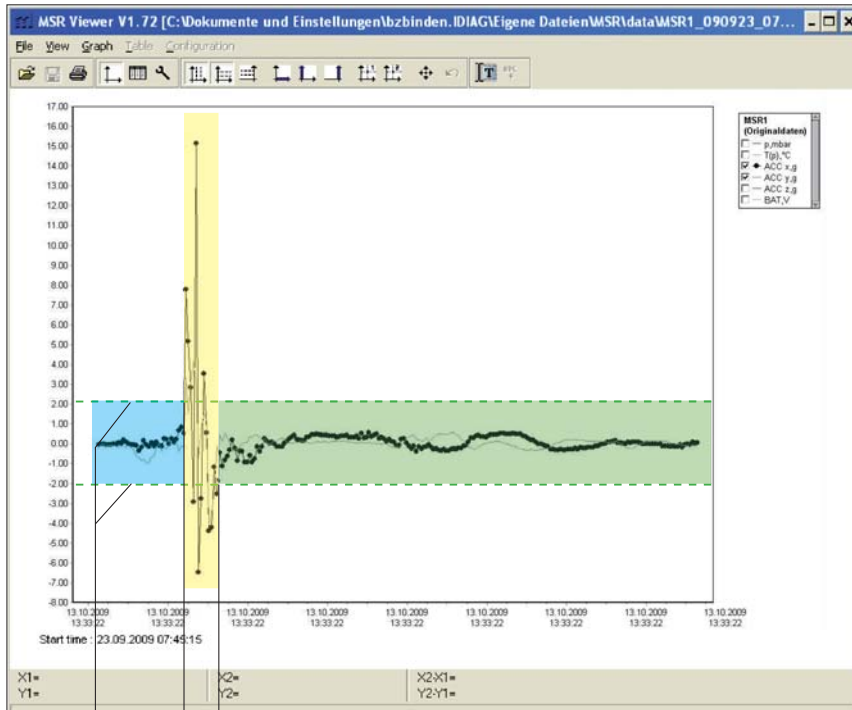 MSR Viewer V1.72 [C:\Dokumente und Einstellungen\bzbinden.IDIAG\Eigene Dateien\MSR\data\MSR1_090923_07...
File View Graph Table Configuration
T
17.00
16.00
15.00
14.00
13.00
12.00
11.00
10.00
9.00
8.00
7.00
6.00
5.00
4.00
3.00
2.00
1.00
0.00
-1.00
-2.00
-3.00
-4.00
-5.00
-6.00
-7.00
-8.00
MSR1
(Originaldaten)
p,mbar
T(p),°C
ACC x,g
ACC y,g
ACC z,g
BAT,V
13.10.2009 13.10.2009 13.10.2009 13.10.2009 13.10.2009 13.10.2009 13.10.2009 13.10.2009 13.10.2009
13:33:22 13:33:22 13:33:22 13:33:22 13:33:22 13:33:22 13:33:22 13:33:22 13:33:22
Start time : 23.09.2009 07:45:15
X1= X2= X2-X1=
Y1= Y2= Y2-Y1=